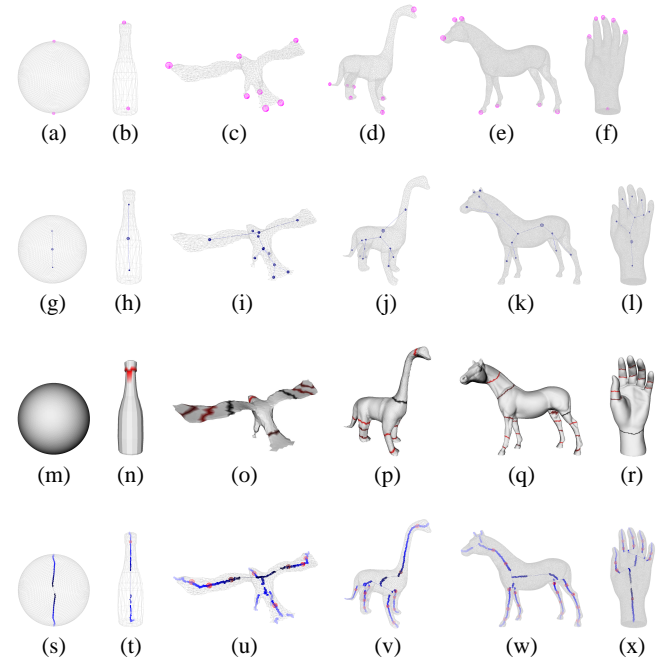 (a) (b) (c) (d) (e) (f)
(g) (h) (i) (j) (k) (l)
(m) (n) (o) (p) (q) (r)
(s) (t) (u) (v) (w) (x)